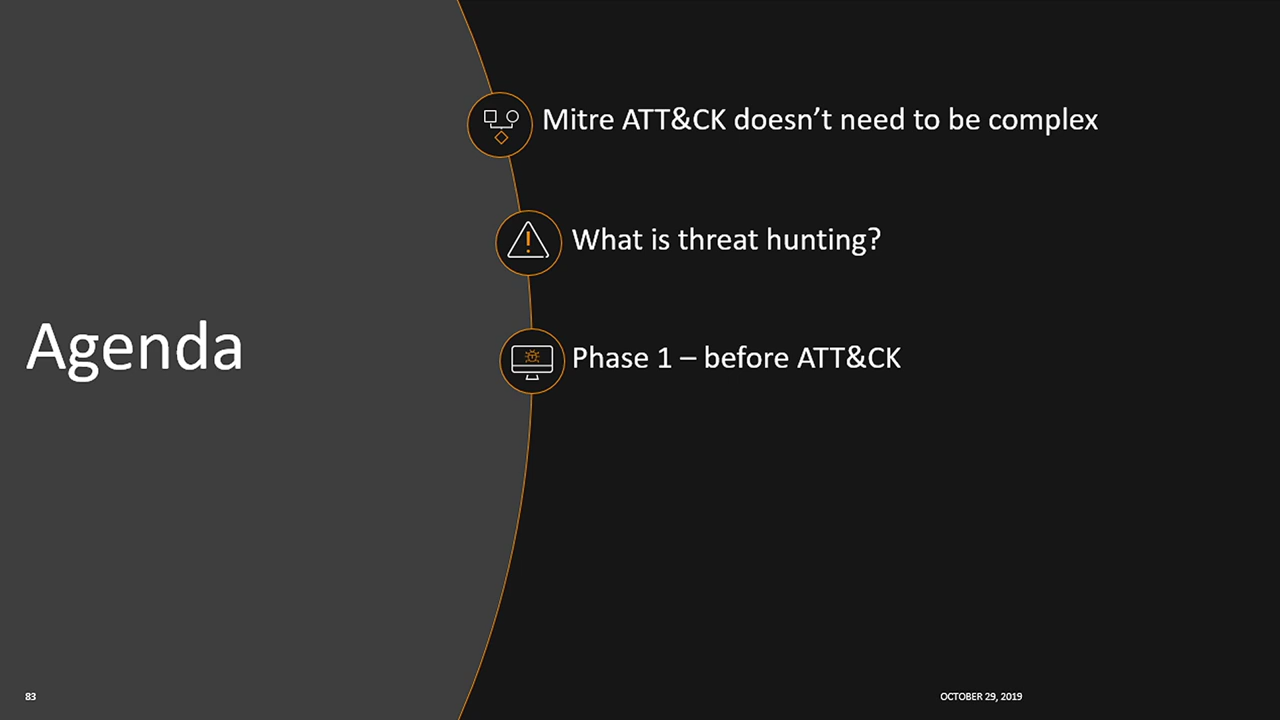 Agenda
Mitre ATT&CK doesn’t need to be complex
What is threat hunting?
Phase 1 – before ATT&CK
83
OCTOBER 29, 2019